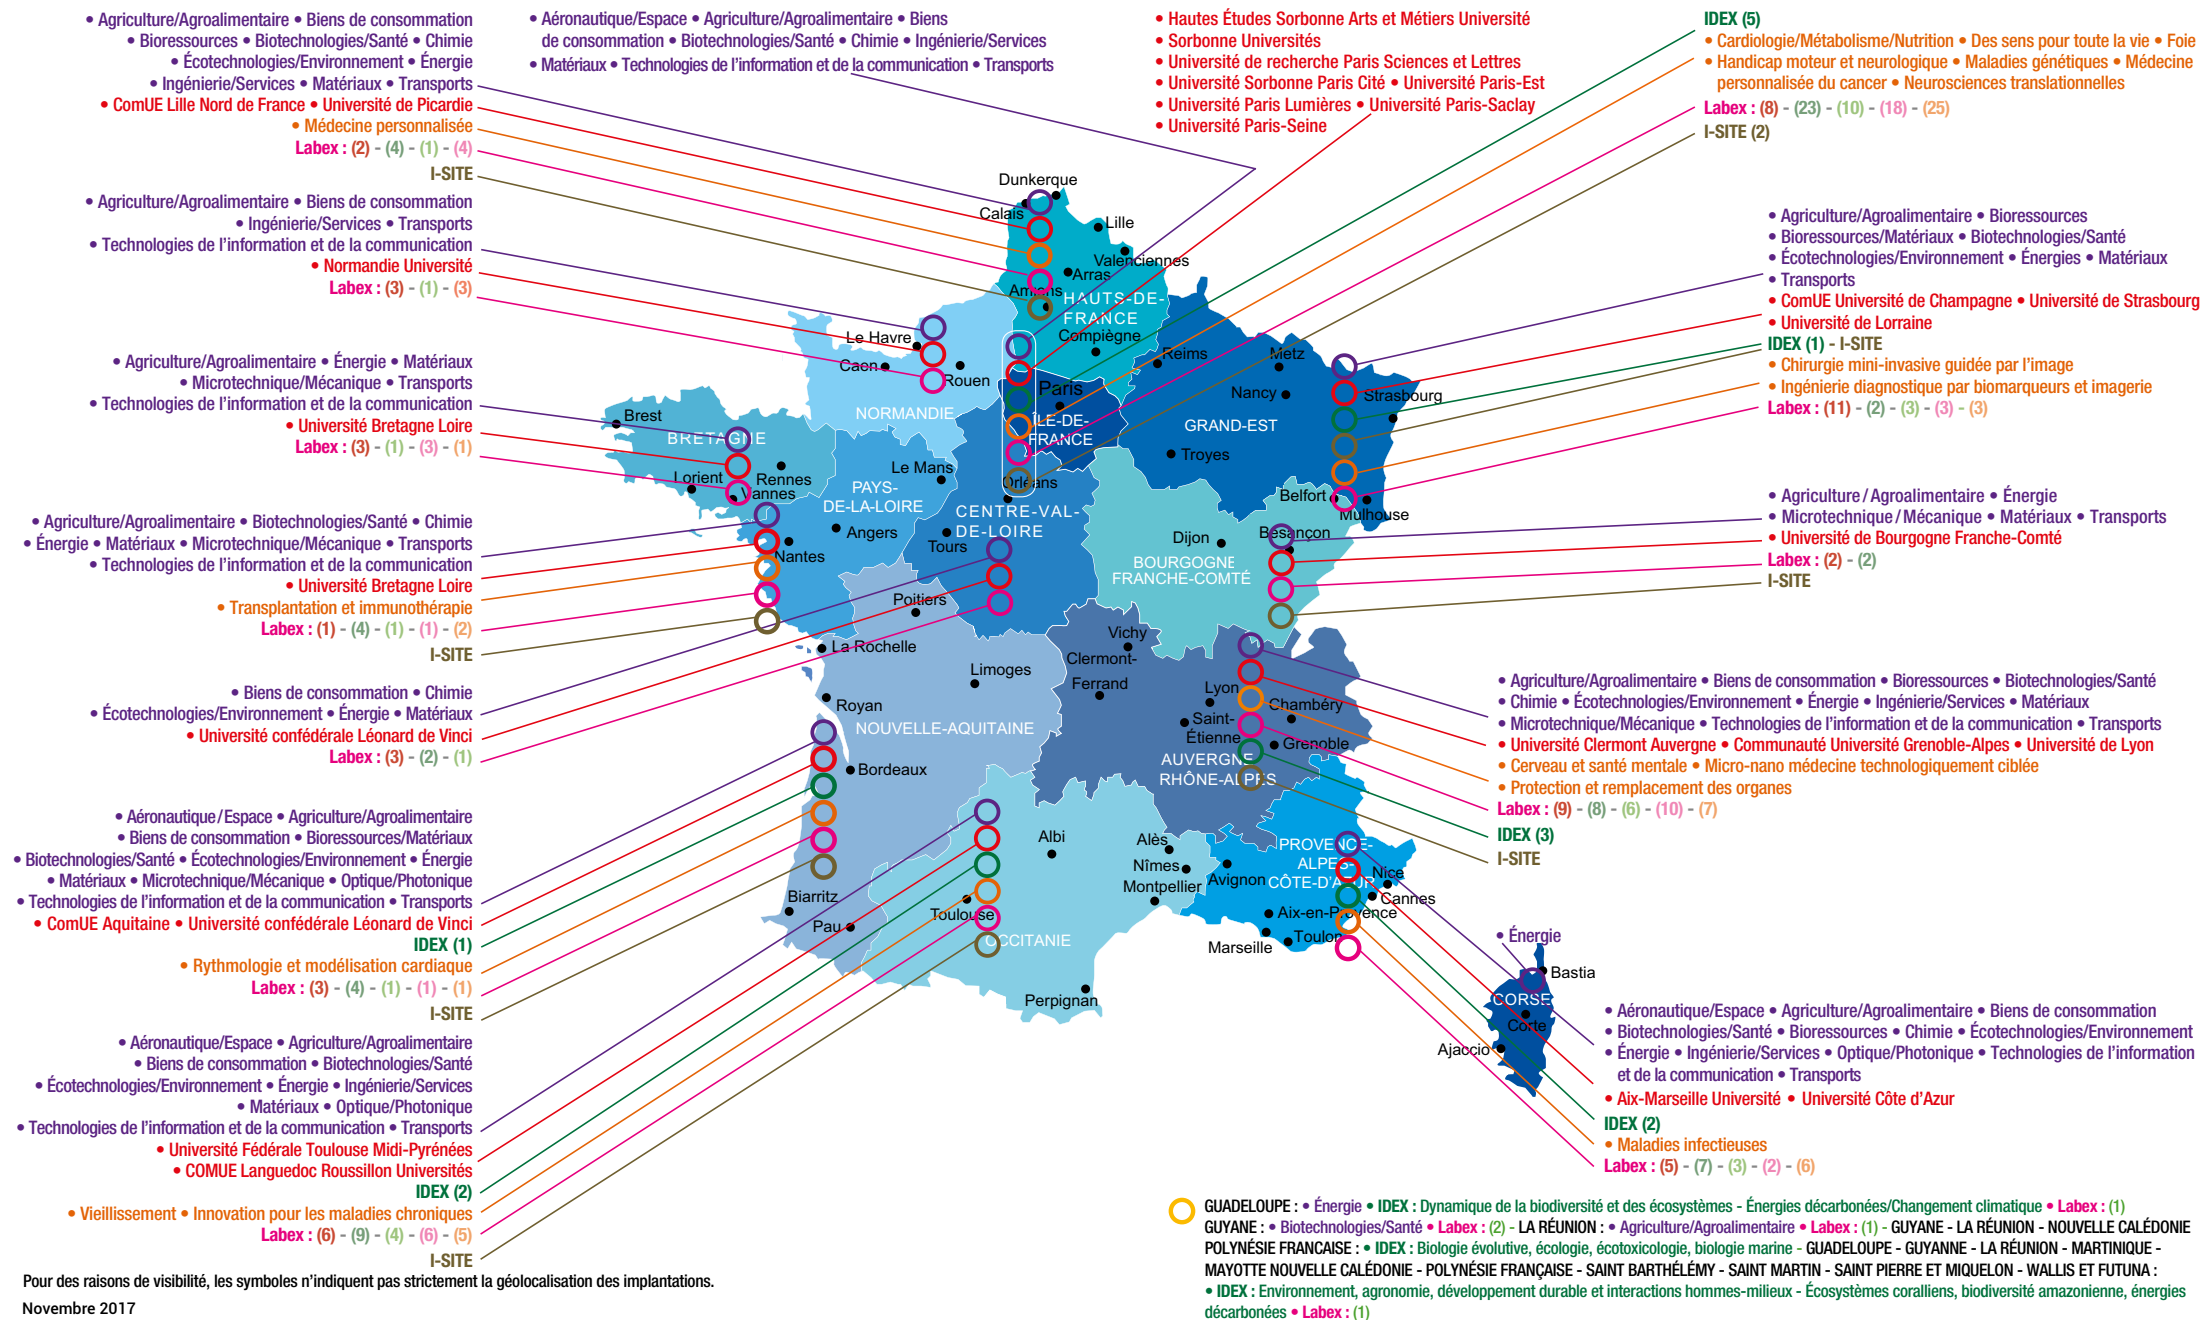 • Agriculture/Agroalimentaire • Biens de consommation
• Bioressources • Biotechnologies/Santé • Chimie
• Écotechnologies/Environnement • Énergie
• Ingénierie/Services • Matériaux • Transports
• ComUE Lille Nord de France • Université de Picardie
• Médecine personnalisée
Labex : (2) - (4) - (1) - (4)
I-SITE
• Agriculture/Agroalimentaire • Biens de consommation
• Ingénierie/Services • Transports
• Technologies de l'information et de la communication
• Normandie Université
Labex : (3) - (1) - (3)
• Agriculture/Agroalimentaire • Énergie • Matériaux
• Microtechnique/Mécanique • Transports
• Technologies de l'information et de la communication
• Université Bretagne Loire
Labex : (3) - (1) - (3) - (1)
• Agriculture/Agroalimentaire • Biotechnologies/Santé • Chimie
• Énergie • Matériaux • Microtechnique/Mécanique • Transports
• Technologies de l'information et de la communication
• Université Bretagne Loire
• Transplantation et immunothérapie
Labex : (1) - (4) - (1) - (1) - (2)
I-SITE
• Biens de consommation • Chimie
• Écotechnologies/Environnement • Énergie • Matériaux
• Université confédérale Léonard de Vinci
Labex : (3) - (2) - (1)
• Aéronautique/Espace • Agriculture/Agroalimentaire
• Biens de consommation • Bioressources/Matériaux
• Biotechnologies/Santé • Écotechnologies/Environnement • Énergie
• Matériaux • Microtechnique/Mécanique • Optique/Photonique
• Technologies de l'information et de la communication • Transports
• ComUE Aquitaine • Université confédérale Léonard de Vinci
IDEX (1)
• Rythmologie et modélisation cardiaque
Labex : (3) - (4) - (1) - (1) - (1)
I-SITE
• Aéronautique/Espace • Agriculture/Agroalimentaire
• Biens de consommation • Biotechnologies/Santé
• Écotechnologies/Environnement • Énergie • Ingénierie/Services
• Matériaux • Optique/Photonique
• Technologies de l'information et de la communication • Transports
• Université Fédérale Toulouse Midi-Pyrénées
• COMUE Languedoc Roussillon Universités
IDEX (2)
• Vieillissement • Innovation pour les maladies chroniques
Labex : (6) - (9) - (4) - (6) - (5)
I-SITE
Pour des raisons de visibilité, les symboles n'indiquent pas strictement la géolocalisation des implantations.
Novembre 2017
• Aéronautique/Espace • Agriculture/Agroalimentaire • Biens
de consommation • Biotechnologies/Santé • Chimie • Ingénierie/Services
• Matériaux • Technologies de l'information et de la communication • Transports
• Hautes Études Sorbonne Arts et Métiers Université
• Sorbonne Universités
• Université de recherche Paris Sciences et Lettres
• Université Sorbonne Paris Cité • Université Paris-Est
• Université Paris Lumières • Université Paris-Saclay
• Université Paris-Seine
IDEX (5)
• Cardiologie/Métabolisme/Nutrition • Des sens pour toute la vie • Foie
• Handicap moteur et neurologique • Maladies génétiques • Médecine
personnalisée du cancer • Neurosciences translationnelles
Labex : (8) - (23) - (10) - (18) - (25)
I-SITE (2)
• Agriculture/Agroalimentaire • Bioressources
• Bioressources/Matériaux • Biotechnologies/Santé
• Écotechnologies/Environnement • Énergies • Matériaux
• Transports
• ComUE Université de Champagne • Université de Strasbourg
• Université de Lorraine
IDEX (1) - I-SITE
• Chirurgie mini-invasive guidée par l'image
• Ingénierie diagnostique par biomarqueurs et imagerie
Labex : (11) - (2) - (3) - (3) - (3)
• Agriculture/Agroalimentaire • Énergie
• Microtechnique/Mécanique • Matériaux • Transports
• Université de Bourgogne Franche-Comté
Labex : (2) - (2)
I-SITE
• Agriculture/Agroalimentaire • Biens de consommation • Bioressources • Biotechnologies/Santé
• Chimie • Écotechnologies/Environnement • Énergie • Ingénierie/Services • Matériaux
• Microtechnique/Mécanique • Technologies de l'information et de la communication • Transports
• Université Clermont Auvergne • Communauté Université Grenoble-Alpes • Université de Lyon
• Cerveau et santé mentale • Micro-nano médecine technologiquement ciblée
• Protection et remplacement des organes
Labex : (9) - (8) - (6) - (10) - (7)
IDEX (3)
I-SITE
• Énergie
• Aéronautique/Espace • Agriculture/Agroalimentaire • Biens de consommation
• Biotechnologies/Santé • Bioressources • Chimie • Écotechnologies/Environnement
• Énergie • Ingénierie/Services • Optique/Photonique • Technologies de l'information
et de la communication • Transports
• Aix-Marseille Université • Université Côte d'Azur
IDEX (2)
• Maladies infectieuses
Labex : (5) - (7) - (3) - (2) - (6)
Dunkerque
Calais
Lille
Valenciennes
Arras
Amiens
HAUTS-DE-
FRANCE
Compiègne
Le Havre
Caen
Rouen
NORMANDIE
Paris
ÎLE-DE-
FRANCE
Reims
Metz
Nancy
Strasbourg
GRAND-EST
Troyes
Belfort
Mulhouse
Brest
BRETAGNE
Lorient
Rennes
Vannes
Le Mans
PAYS-
DE-LA-LOIRE
Angers
Nantes
Orléans
CENTRE-VAL-
DE-LOIRE
Tours
Dijon
Besançon
BOURGOGNE
FRANCHE-COMTÉ
Poitiers
La Rochelle
Limoges
Royan
NOUVELLE-AQUITAINE
Bordeaux
Biarritz
Pau
Vichy
Clermont-
Ferrand
Lyon
Chambéry
Saint-
Étienne
Grenoble
AUVERGNE
RHÔNE-ALPES
Albi
Toulouse
OCCITANIE
Alès
Nîmes
Montpellier
Perpignan
PROVENCE-
ALPES-
CÔTE-D'AZUR
Avignon
Nice
Cannes
Aix-en-Provence
Marseille
Toulon
Bastia
CORSE
Corte
Ajaccio
GUADELOUPE : • Énergie • IDEX : Dynamique de la biodiversité et des écosystèmes - Énergies décarbonées/Changement climatique • Labex : (1)
GUYANE : • Biotechnologies/Santé • Labex : (2) - LA RÉUNION : • Agriculture/Agroalimentaire • Labex : (1) - GUYANE - LA RÉUNION - NOUVELLE CALÉDONIE
POLYNÉSIE FRANCAISE : • IDEX : Biologie évolutive, écologie, écotoxicologie, biologie marine - GUADELOUPE - GUYANNE - LA RÉUNION - MARTINIQUE -
MAYOTTE NOUVELLE CALÉDONIE - POLYNÉSIE FRANÇAISE - SAINT BARTHÉLÉMY - SAINT MARTIN - SAINT PIERRE ET MIQUELON - WALLIS ET FUTUNA :
• IDEX : Environnement, agronomie, développement durable et interactions hommes-milieux - Écosystèmes coralliens, biodiversité amazonienne, énergies
décarbonées • Labex : (1)